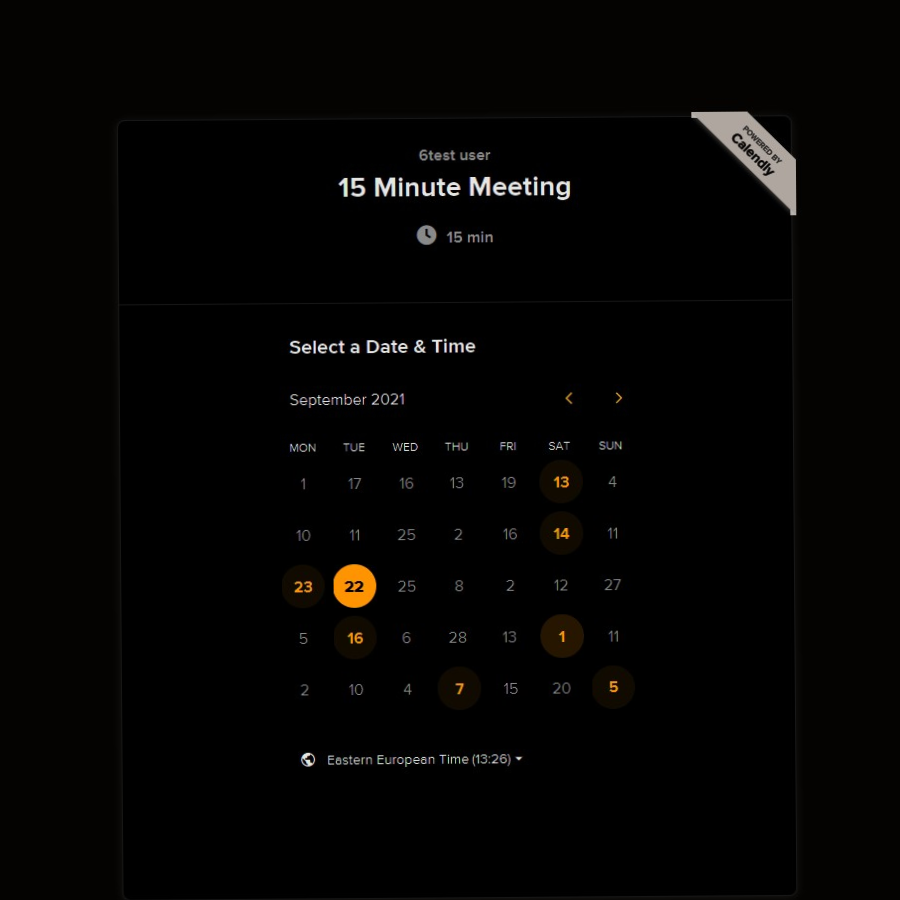 POWERED BY
Calendly
6test user
15 Minute Meeting
15 min
Select a Date & Time
September 2021
MON TUE WED THU FRI SAT SUN
1 17 16 13 19 13 4
10 11 25 2 16 14 11
23 22 25 8 2 12 27
5 16 6 28 13 1 11
2 10 4 7 15 20 5
Eastern European Time (13:26)